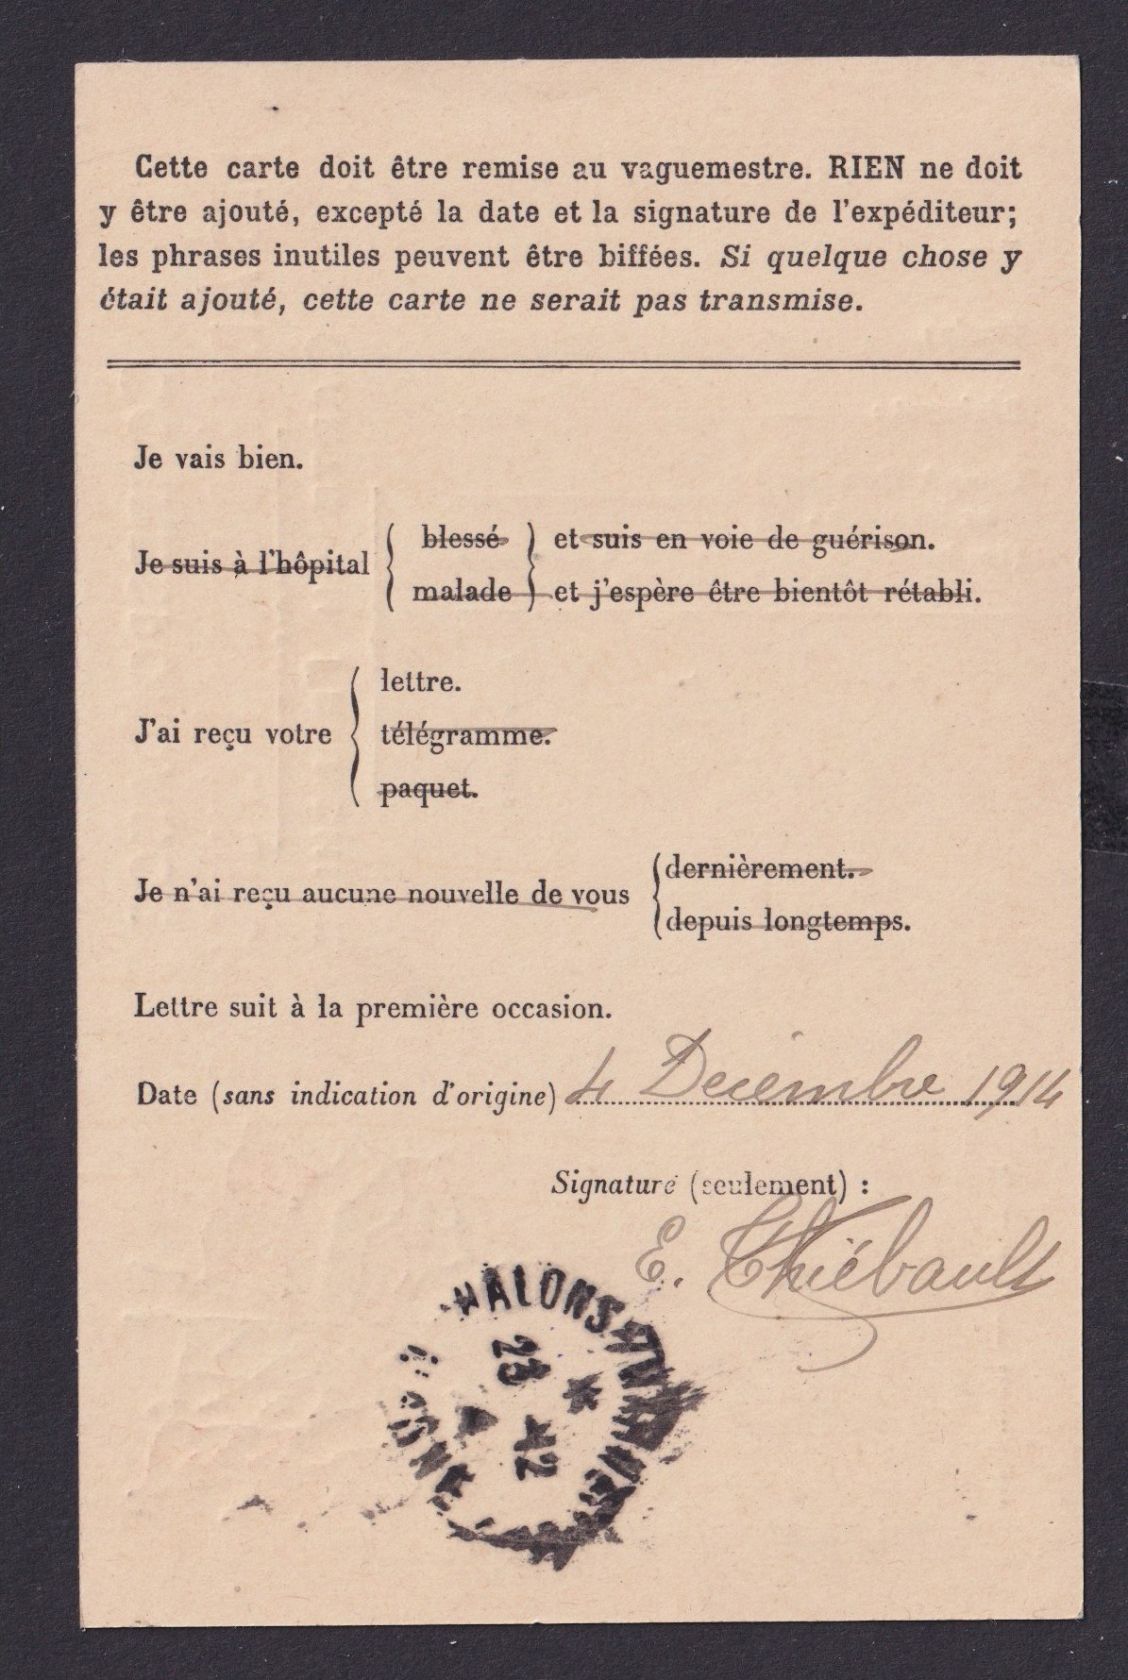 Cette carte doit être remise au vaguemestre. RIEN ne doit
y être ajouté, excepté la date et la signature de l'expéditeur;
les phrases inutiles peuvent être biffées. Si quelque chose y
était ajouté, cette carte ne serait pas transmise.
Je vais bien.
Je suis à l'hôpital
blessé et suis en voie de guérison.
malade et j'espère être bientôt rétabli.
J'ai reçu votre
lettre.
télégramme.
paquet.
Je n'ai reçu aucune nouvelle de vous
dernièrement.
depuis longtemps.
Lettre suit à la première occasion.
Date (sans indication d'origine) 4 Decembre 1914
Signature (seulement) :
E. Thiébault
HALONS
23
12